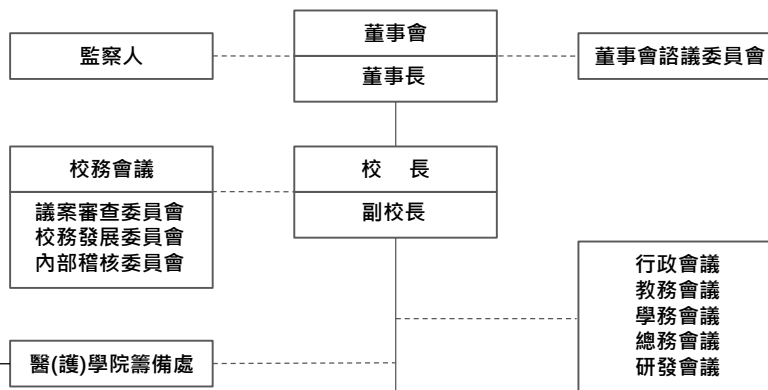 董事會
監察人
董事會諮議委員會
董事長
校務會議
校 長
議案審查委員會
校務發展委員會
內部稽核委員會
副校長
行政會議
教務會議
學務會議
總務會議
研發會議
醫(護)學院籌備處